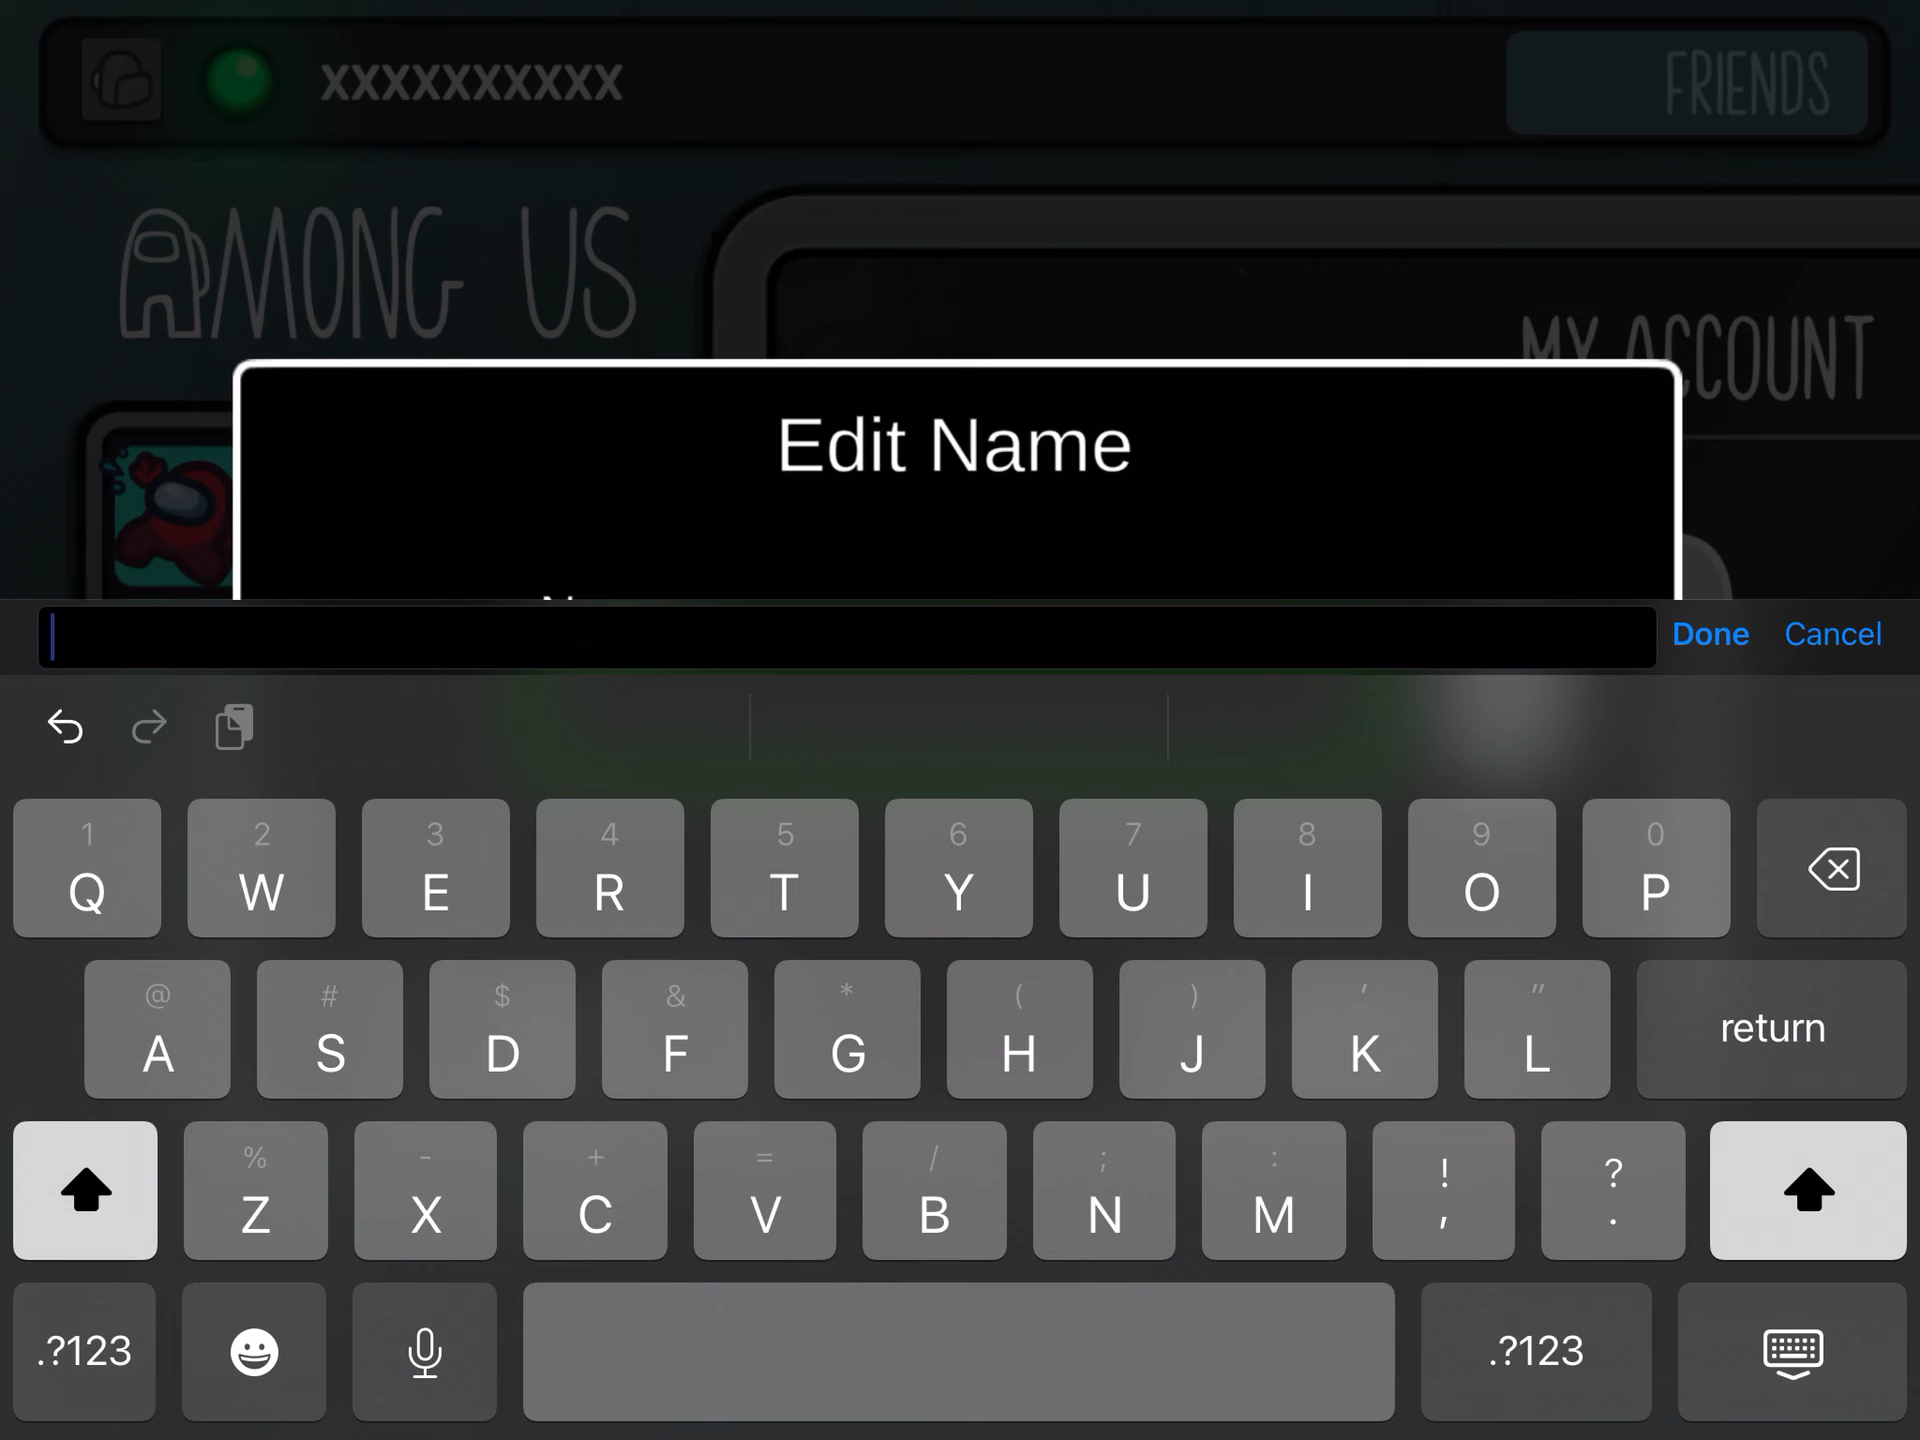 XXXXXXXXXX
FRIENDS
AMONG US
MY ACCOUNT
Edit Name
Done Cancel
1 2 3 4 5 6 7 8 9 0
Q W E R T Y U I O P
@ # $ & * ( ) ' "
A S D F G H J K L return
% - + = / ; : ! ?
Z X C V B N M , .
.?123 .?123